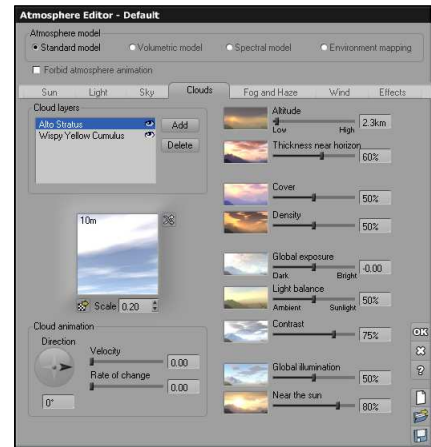 Atmosphere Editor - Default
Atmosphere model
Standard model Volumetric model Spectral model Environment mapping
Forbid atmosphere animation
Sun Light Sky Clouds Fog and Haze Wind Effects
Cloud layers
Alto Stratus
Wispy Yellow Cumulus
Add
Delete
10m
Scale 0.20
Cloud animation
Direction
0°
Velocity
0.00
Rate of change
0.00
Altitude
Low High 2.3km
Thickness near horizon
60%
Cover
50%
Density
50%
Global exposure
Dark Bright -0.00
Light balance
Ambient Sunlight 50%
Contrast
75%
Global illumination
50%
Near the sun
80%
OK
?